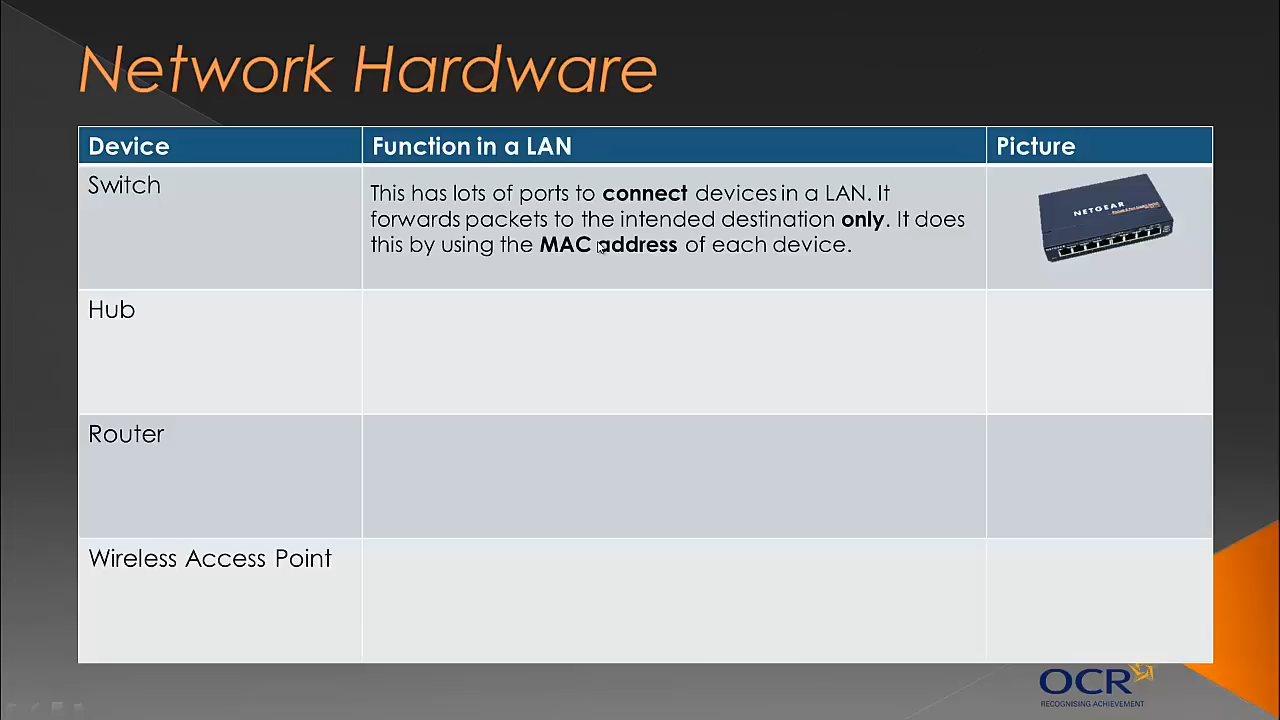 Network Hardware
Device
Function in a LAN
Picture
Switch
This has lots of ports to connect devices in a LAN. It
forwards packets to the intended destination only. It does
this by using the MAC address of each device.
NETGEAR
Hub
Router
Wireless Access Point
OCR
RECOGNISING ACHIEVEMENT